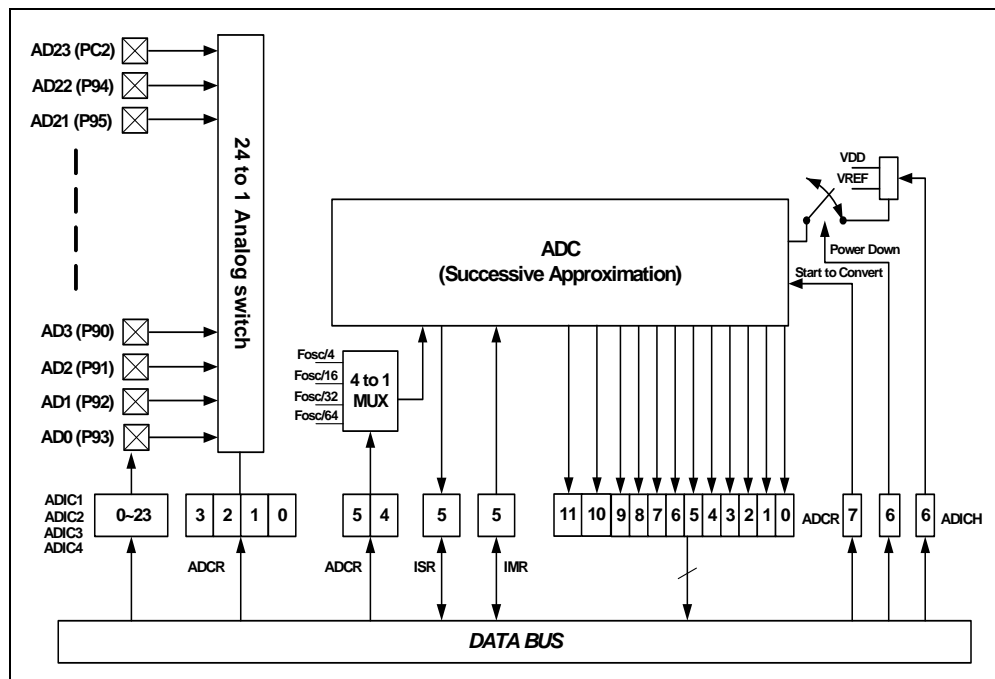 AD23 (PC2)
AD22 (P94)
AD21 (P95)
24 to 1 Analog switch
AD3 (P90)
AD2 (P91)
AD1 (P92)
AD0 (P93)
VDD
VREF
ADC
(Successive Approximation)
Power Down
Start to Convert
Fosc/4
Fosc/16
Fosc/32
Fosc/64
4 to 1
MUX
ADIC1
ADIC2
ADIC3
ADIC4
0~23
3 2 1 0
ADCR
5 4
ADCR
5
ISR
5
IMR
11 10 9 8 7 6 5 4 3 2 1 0
ADCR 7
6
6 ADICH
DATA BUS